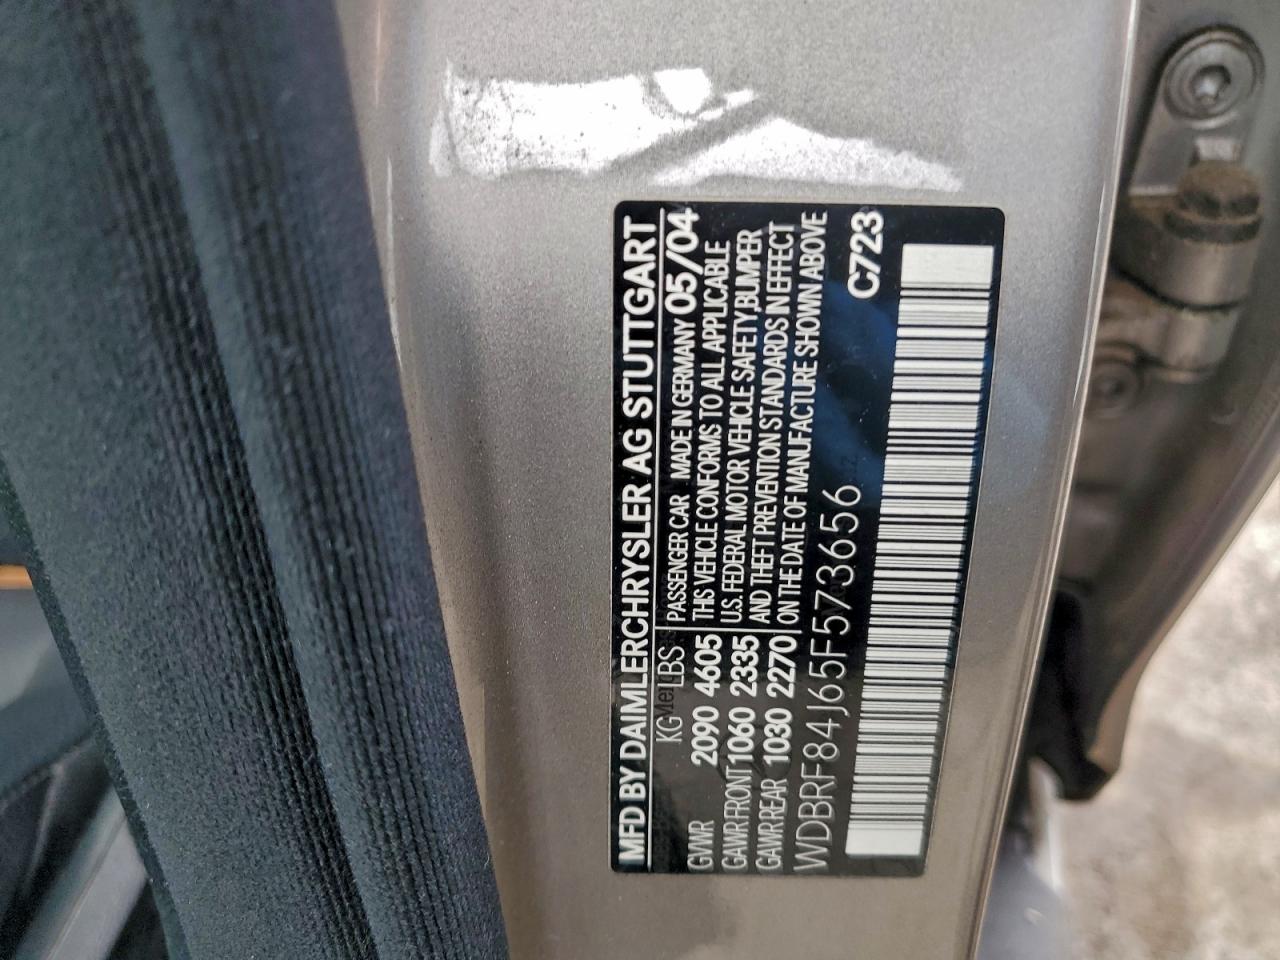 MFD BY DAIMLERCHRYSLER AG STUTTGART
KG LBS
PASSENGER CAR MADE IN GERMANY 05/04
GVWR 2090 4605
THIS VEHICLE CONFORMS TO ALL APPLICABLE
GAWR FRONT 1060 2335
U.S. FEDERAL MOTOR VEHICLE SAFETY, BUMPER
GAWR REAR 1030 2270
AND THEFT PREVENTION STANDARDS IN EFFECT
ON THE DATE OF MANUFACTURE SHOWN ABOVE
WDBRF84J65F573656
C723